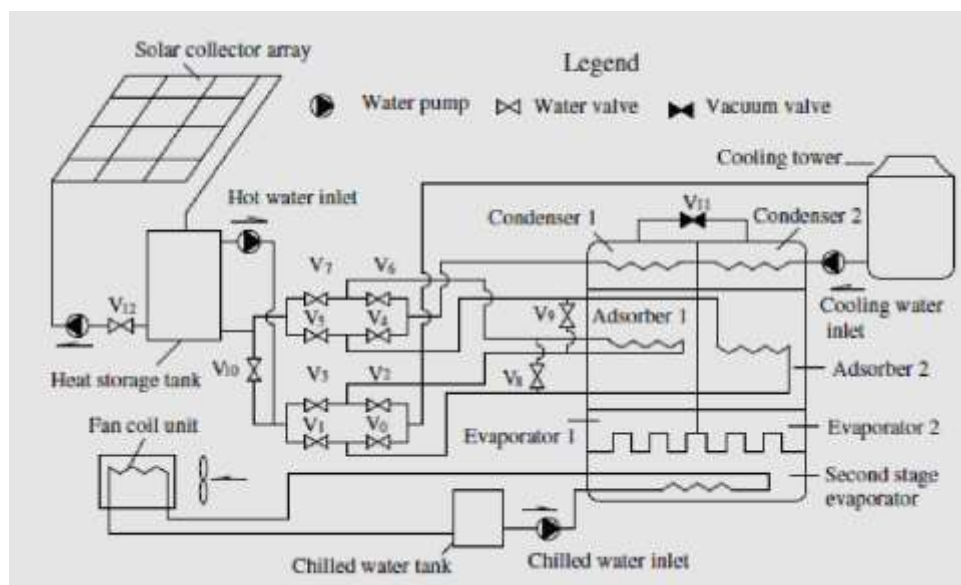 Solar collector array
Legend
Water pump
Water valve
Vacuum valve
Cooling tower
Hot water inlet
Condenser 1
V11
Condenser 2
V7
V6
V12
V5
V4
V9
Adsorber 1
Cooling water
inlet
Heat storage tank
V10
V3
V2
V8
Adsorber 2
Fan coil unit
V1
V0
Evaporator 1
Evaporator 2
Second stage
evaporator
Chilled water tank
Chilled water inlet